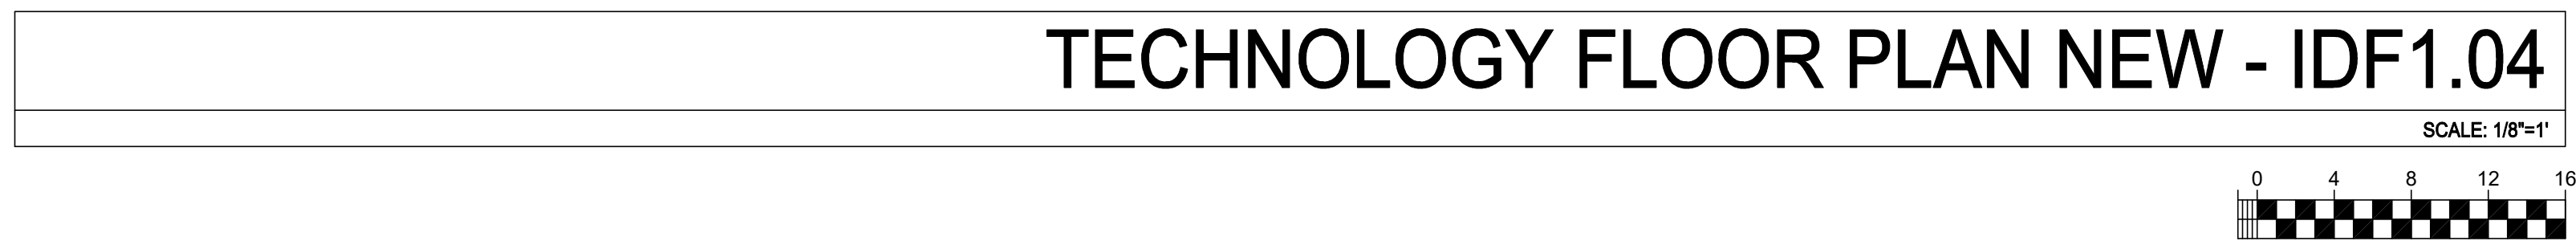 TECHNOLOGY FLOOR PLAN NEW - IDF1.04
SCALE: 1/8"=1'
0 4 8 12 16